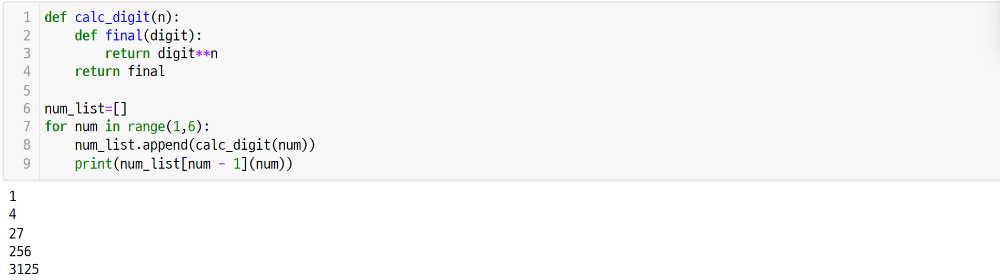 1 def calc_digit(n):
2     def final(digit):
3         return digit**n
4     return final
5
6 num_list=[]
7 for num in range(1,6):
8     num_list.append(calc_digit(num))
9     print(num_list[num - 1](num))
1
4
27
256
3125